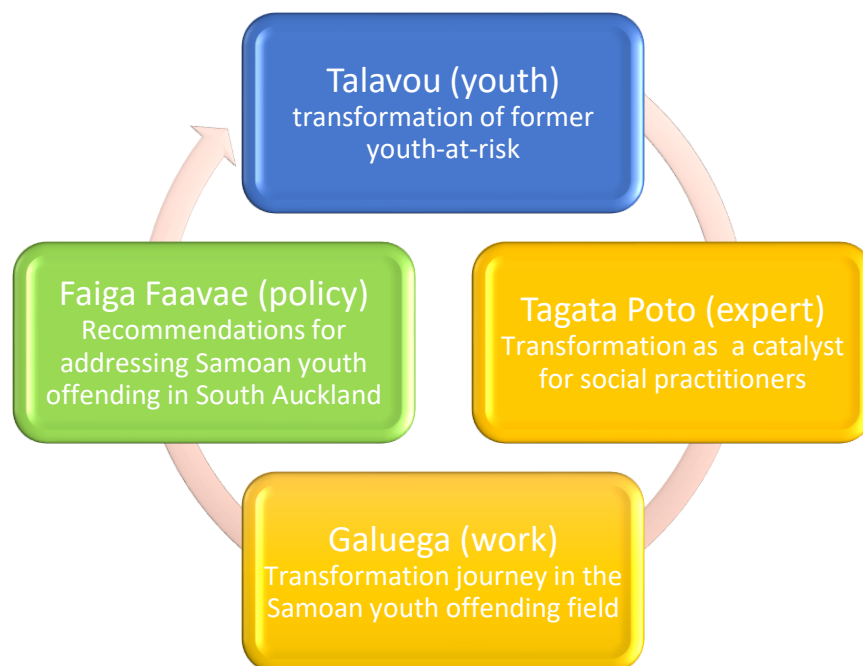 Talavou (youth)
transformation of former
youth-at-risk
Tagata Poto (expert)
Transformation as a catalyst
for social practitioners
Galuega (work)
Transformation journey in the
Samoan youth offending field
Faiga Faavae (policy)
Recommendations for
addressing Samoan youth
offending in South Auckland